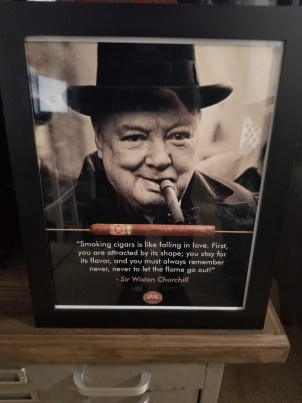 "Smoking cigars is like falling in love. First,
you are attracted by its shape; you stay for
its flavor, and you must always remember
never, never to let the flame go out!"
- Sir Wiston Churchill